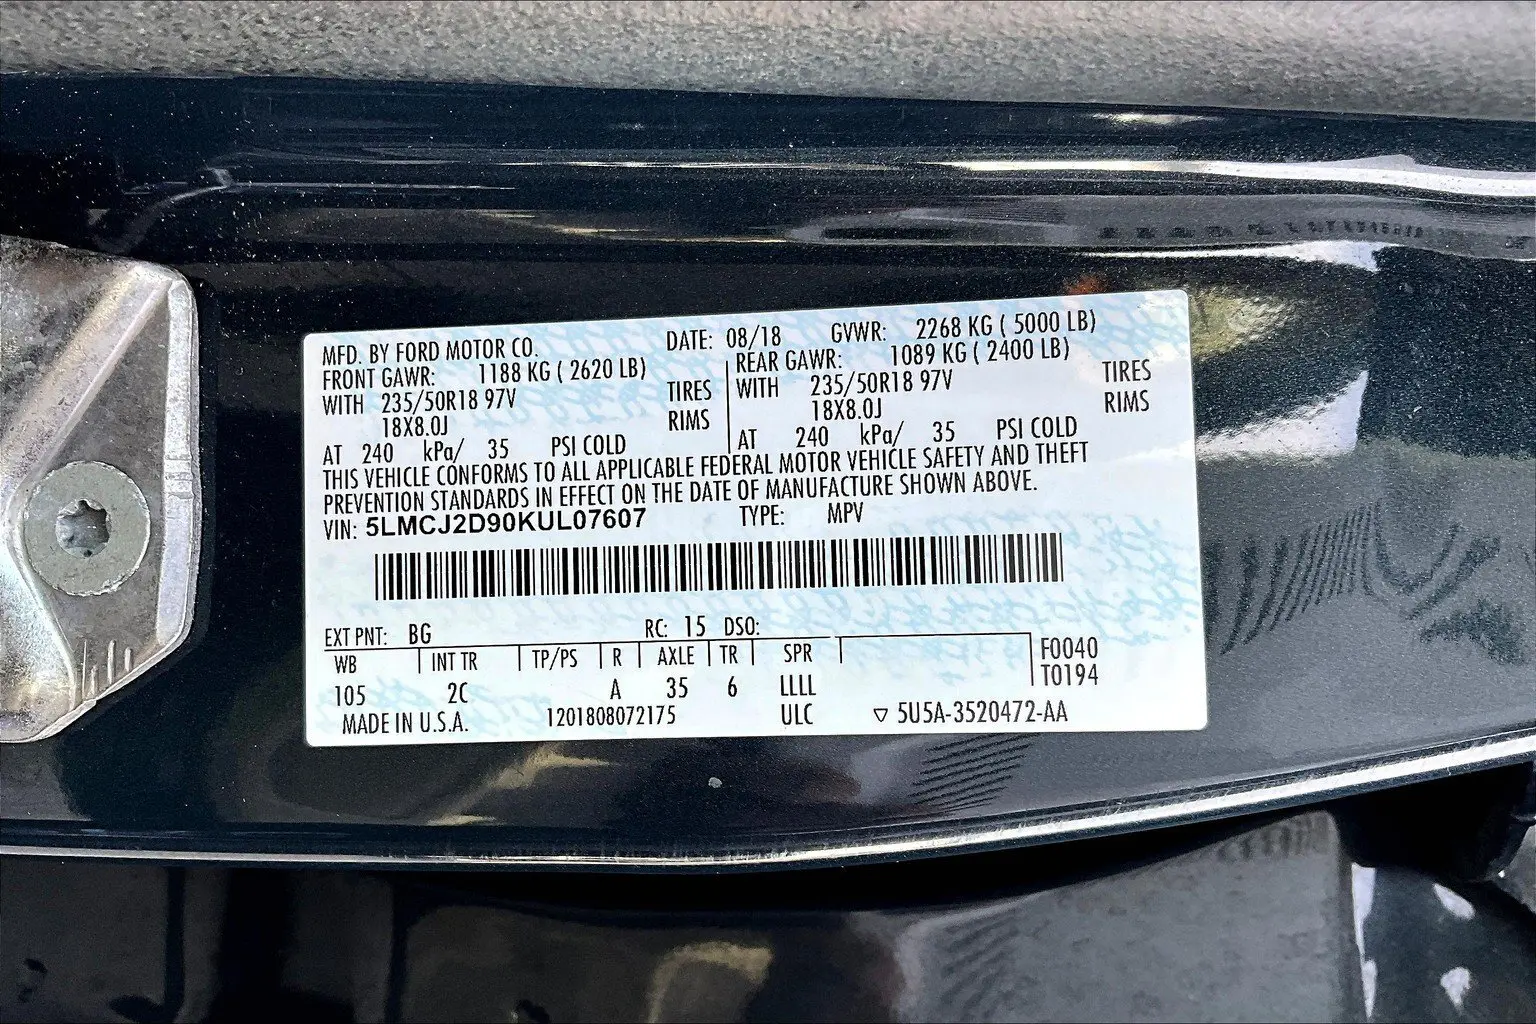 MFD. BY FORD MOTOR CO. DATE: 08/18 GVWR: 2268 KG ( 5000 LB)
FRONT GAWR: 1188 KG ( 2620 LB) REAR GAWR: 1089 KG ( 2400 LB)
WITH 235/50R18 97V TIRES WITH 235/50R18 97V TIRES
18X8.0J RIMS 18X8.0J RIMS
AT 240 kPa/ 35 PSI COLD AT 240 kPa/ 35 PSI COLD
THIS VEHICLE CONFORMS TO ALL APPLICABLE FEDERAL MOTOR VEHICLE SAFETY AND THEFT
PREVENTION STANDARDS IN EFFECT ON THE DATE OF MANUFACTURE SHOWN ABOVE.
VIN: 5LMCJ2D90KUL07607 TYPE: MPV
EXT PNT: BG RC: 15 DSO:
WB INT TR TP/PS R AXLE TR SPR F0040
105 2C A 35 6 LLLL T0194
MADE IN U.S.A. 1201808072175 ULC ▽ 5U5A-3520472-AA